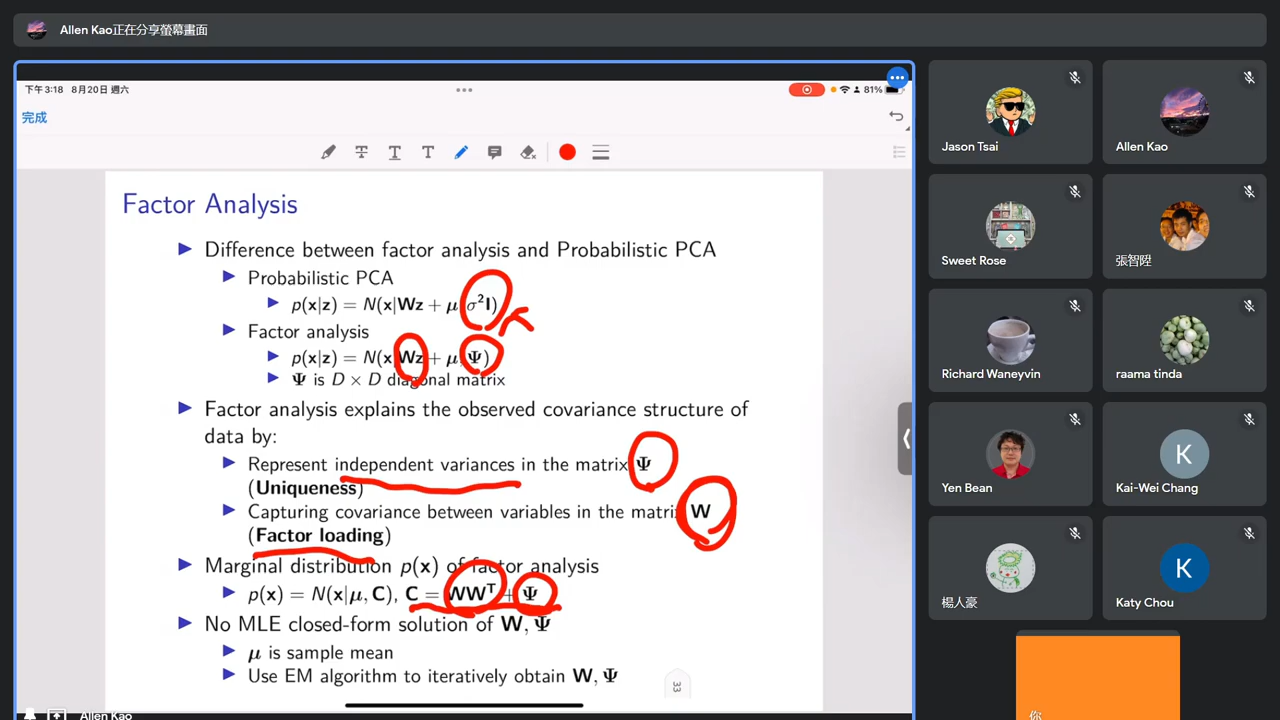 Allen Kao正在分享螢幕畫面
下午3:18 8月20日 週六
81%
完成
Factor Analysis
Difference between factor analysis and Probabilistic PCA
Probabilistic PCA
p(x|z) = N(x|Wz + μ, σ²I)
Factor analysis
p(x|z) = N(x|Wz + μ, Ψ)
Ψ is D × D diagonal matrix
Factor analysis explains the observed covariance structure of
data by:
Represent independent variances in the matrix Ψ
(Uniqueness)
Capturing covariance between variables in the matrix W
(Factor loading)
Marginal distribution p(x) of factor analysis
p(x) = N(x|μ, C), C = WWᵀ + Ψ
No MLE closed-form solution of W, Ψ
μ is sample mean
Use EM algorithm to iteratively obtain W, Ψ
33
Allen Kao
Jason Tsai
Allen Kao
Sweet Rose
張智陞
Richard Waneyvin
raama tinda
Yen Bean
K
Kai-Wei Chang
楊人豪
K
Katy Chou
你